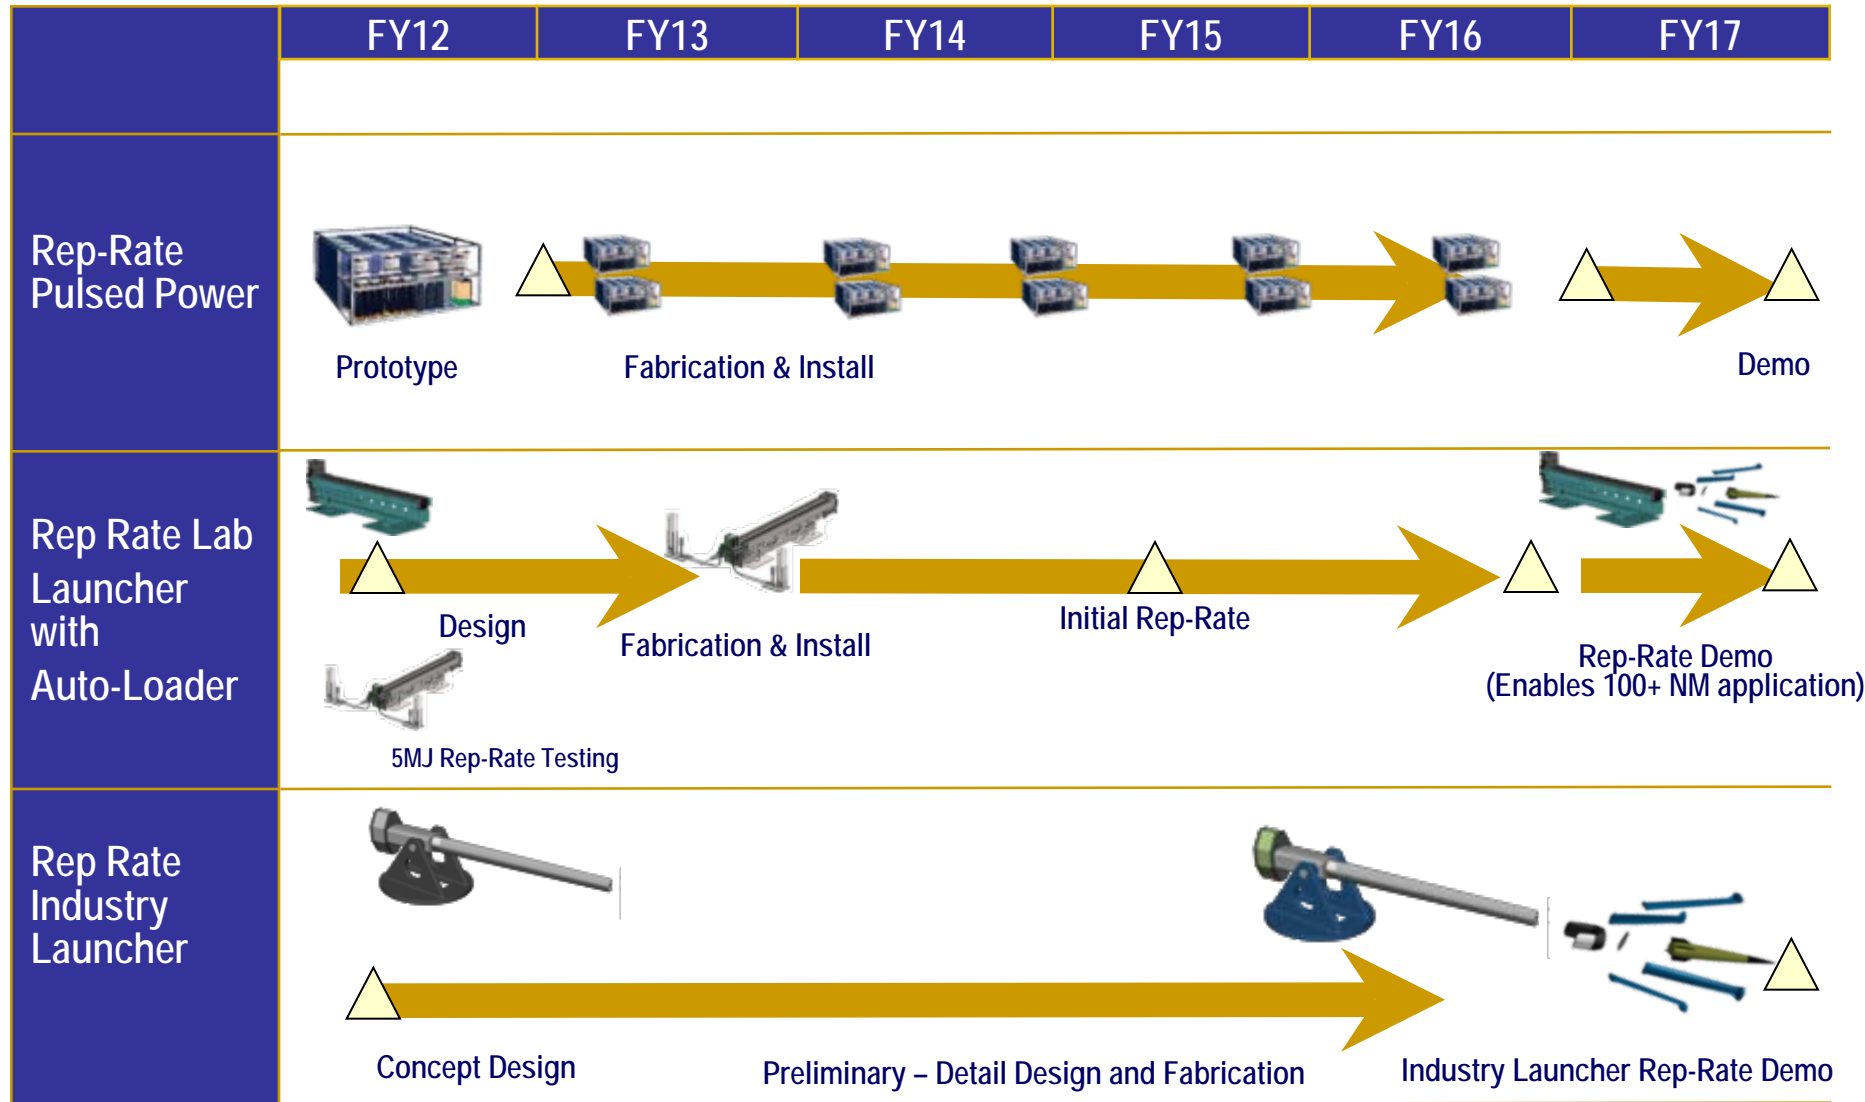 FY12 FY13 FY14 FY15 FY16 FY17
Rep-Rate
Pulsed Power
Prototype
Fabrication & Install
Demo
Rep Rate Lab
Launcher
with
Auto-Loader
Design
Fabrication & Install
Initial Rep-Rate
Rep-Rate Demo
(Enables 100+ NM application)
5MJ Rep-Rate Testing
Rep Rate
Industry
Launcher
Concept Design
Preliminary – Detail Design and Fabrication
Industry Launcher Rep-Rate Demo